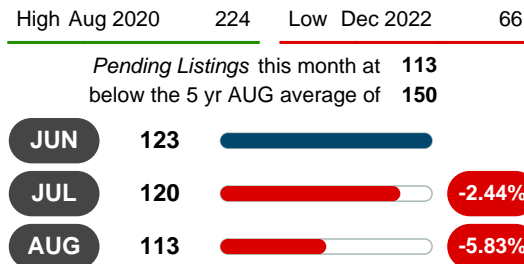 High Aug 2020 224 Low Dec 2022 66
Pending Listings this month at 113
below the 5 yr AUG average of 150
JUN 123
JUL 120 -2.44%
AUG 113 -5.83%